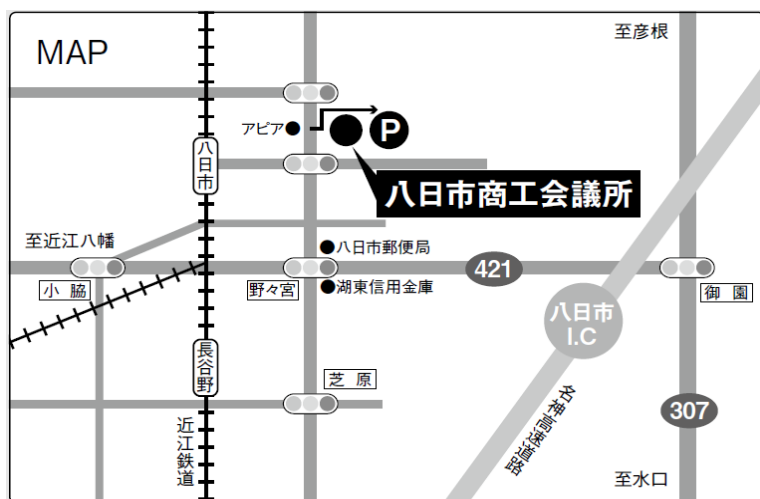 MAP
至彦根
アピア●
P
八日市
八日市商工会議所
至近江八幡
●八日市郵便局
421
小脇
野々宮
●湖東信用金庫
御園
八日市
I.C
長谷野
芝原
307
名神高速道路
近江鉄道
至水口